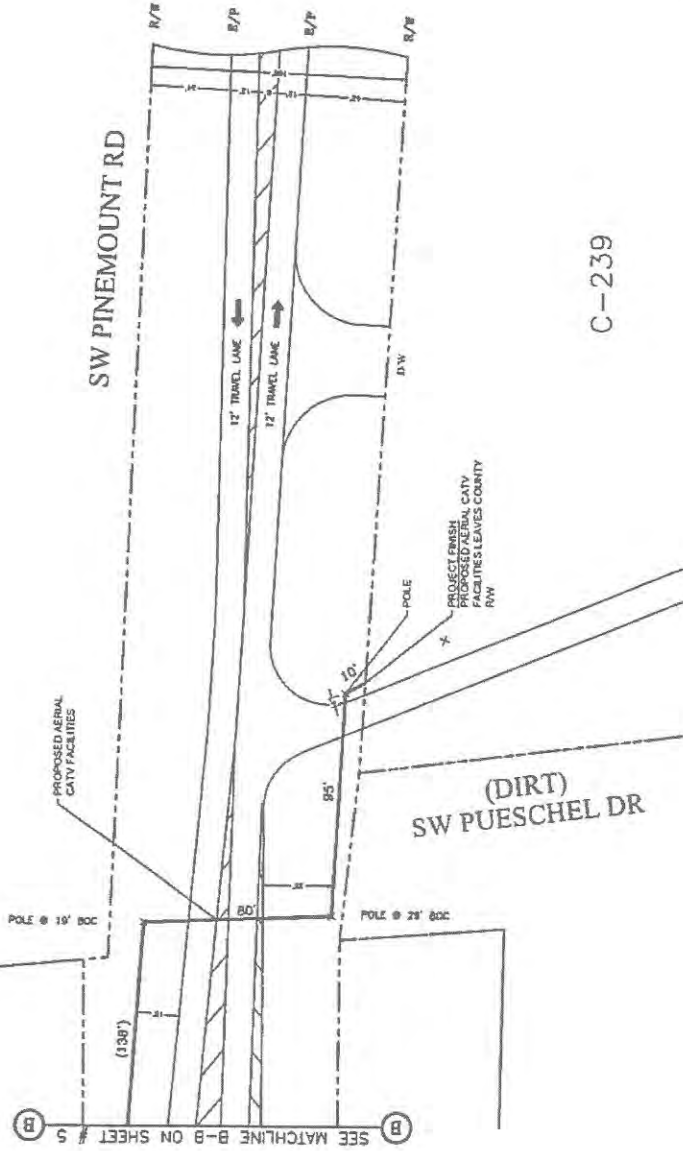 R/W
E/P
E/P
R/W
SW PINEMOUNT RD
12' TRAVEL LANE
12' TRAVEL LANE
D/W
C-239
PROPOSED AERIAL
CATV FACILITIES
POLE
PROJECT FINISH
PROPOSED AERIAL CATV
FACILITIES LEAVES COUNTY
R/W
10'
95'
80'
(138')
POLE @ 19' BOC
POLE @ 28' BOC
(DIRT)
SW PUESCHEL DR
B
SEE MATCHLINE B-B ON SHEET # 5
B